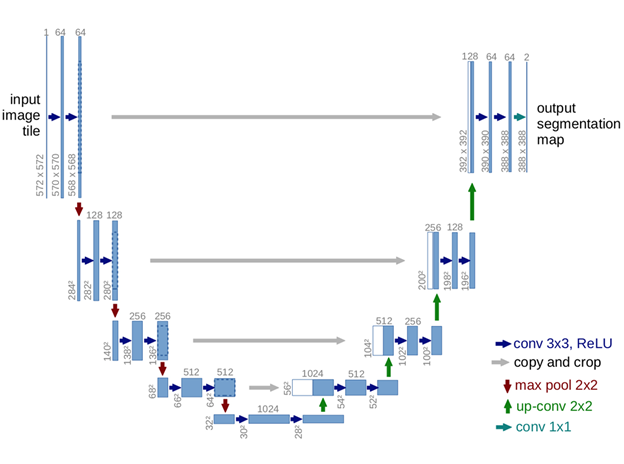 1 64 64
128 64 64 2
input
image
tile
output
segmentation
map
572 x 572
570 x 570
568 x 568
392 x 392
390 x 390
388 x 388
388 x 388
128 128
256 128
284²
282²
280²
200²
198²
196²
256 256
512 256
140²
138²
136²
104²
102²
100²
conv 3x3, ReLU
copy and crop
max pool 2x2
up-conv 2x2
conv 1x1
512 512
1024 512
68²
66²
64²
56²
54²
52²
1024
32²
30²
28²